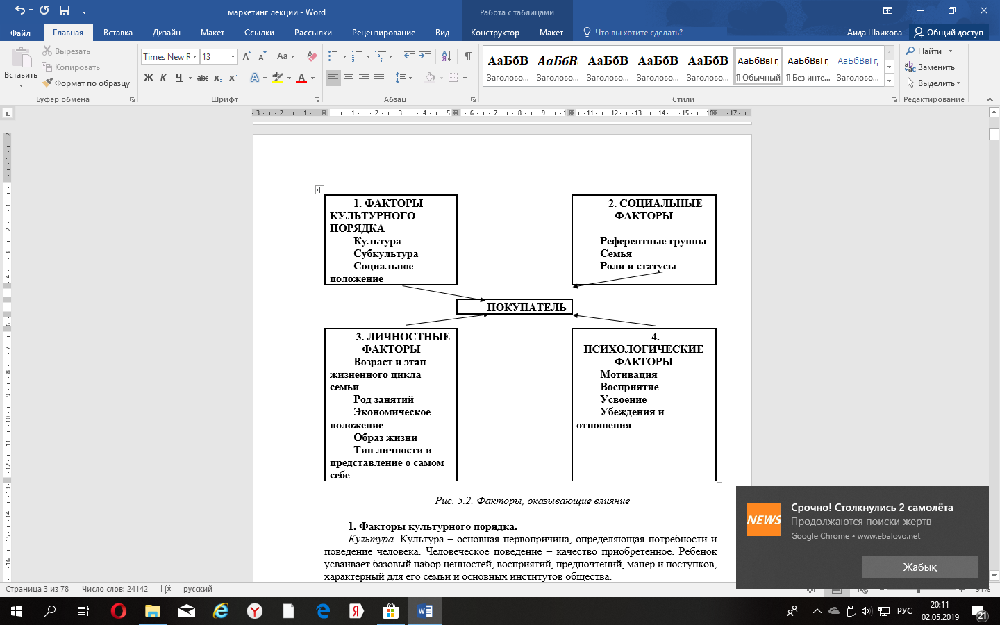 маркетинг лекции - Word
Работа с таблицами
Файл
Главная
Вставка
Дизайн
Макет
Ссылки
Рассылки
Рецензирование
Вид
Конструктор
Макет
Что вы хотите сделать?
Аида Шаикова
Общий доступ
Вставить
Вырезать
Копировать
Формат по образцу
Буфер обмена
Times New R
13
Ж К Ч abc x₂ x²
Шрифт
Абзац
АаБбВ
АаБбВ
АаБбВ
АаБбВ
АаБбВ
АаБбВвГг,
АаБбВвГг,
АаБбВвГг,
Заголово...
Заголово...
Заголово...
Заголово...
Заголово...
¶ Обычный
¶ Без инте...
Заголово...
Стили
Найти
Заменить
Выделить
Редактирование
1. ФАКТОРЫ
КУЛЬТУРНОГО
ПОРЯДКА
Культура
Субкультура
Социальное
положение
2. СОЦИАЛЬНЫЕ
ФАКТОРЫ
Референтные группы
Семья
Роли и статусы
ПОКУПАТЕЛЬ
3. ЛИЧНОСТНЫЕ
ФАКТОРЫ
Возраст и этап
жизненного цикла
семьи
Род занятий
Экономическое
положение
Образ жизни
Тип личности и
представление о самом
себе
4.
ПСИХОЛОГИЧЕСКИЕ
ФАКТОРЫ
Мотивация
Восприятие
Усвоение
Убеждения и
отношения
Рис. 5.2. Факторы, оказывающие влияние
1. Факторы культурного порядка.
Культура. Культура – основная первопричина, определяющая потребности и
поведение человека. Человеческое поведение – качество приобретенное. Ребенок
усваивает базовый набор ценностей, восприятий, предпочтений, манер и поступков,
характерный для его семьи и основных институтов общества.
NEWS
Срочно! Столкнулись 2 самолёта
Продолжаются поиски жертв
Google Chrome • www.ebalovo.net
Жабық
Страница 3 из 78
Число слов: 24142
русский
РУС
20:11
02.05.2019
21